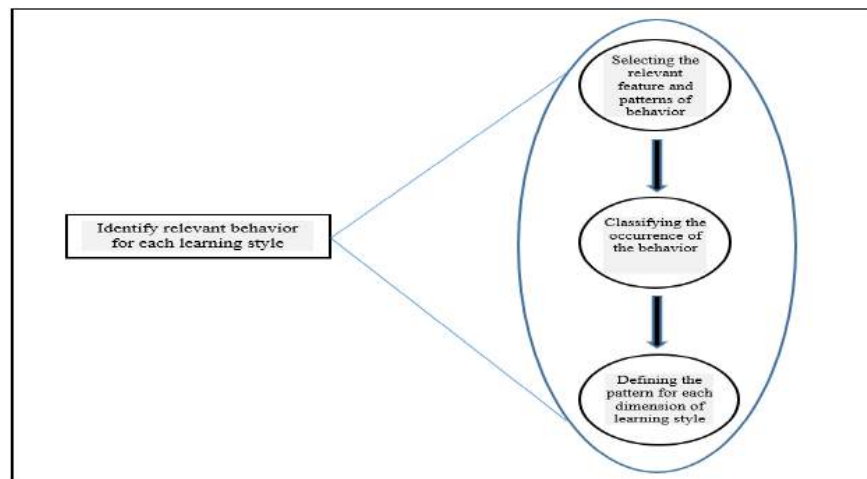 Selecting the
relevant
feature and
patterns of
behavior
Identify relevant behavior
for each learning style
Classifying the
occurrence of
the behavior
Defining the
pattern for each
dimension of
learning style